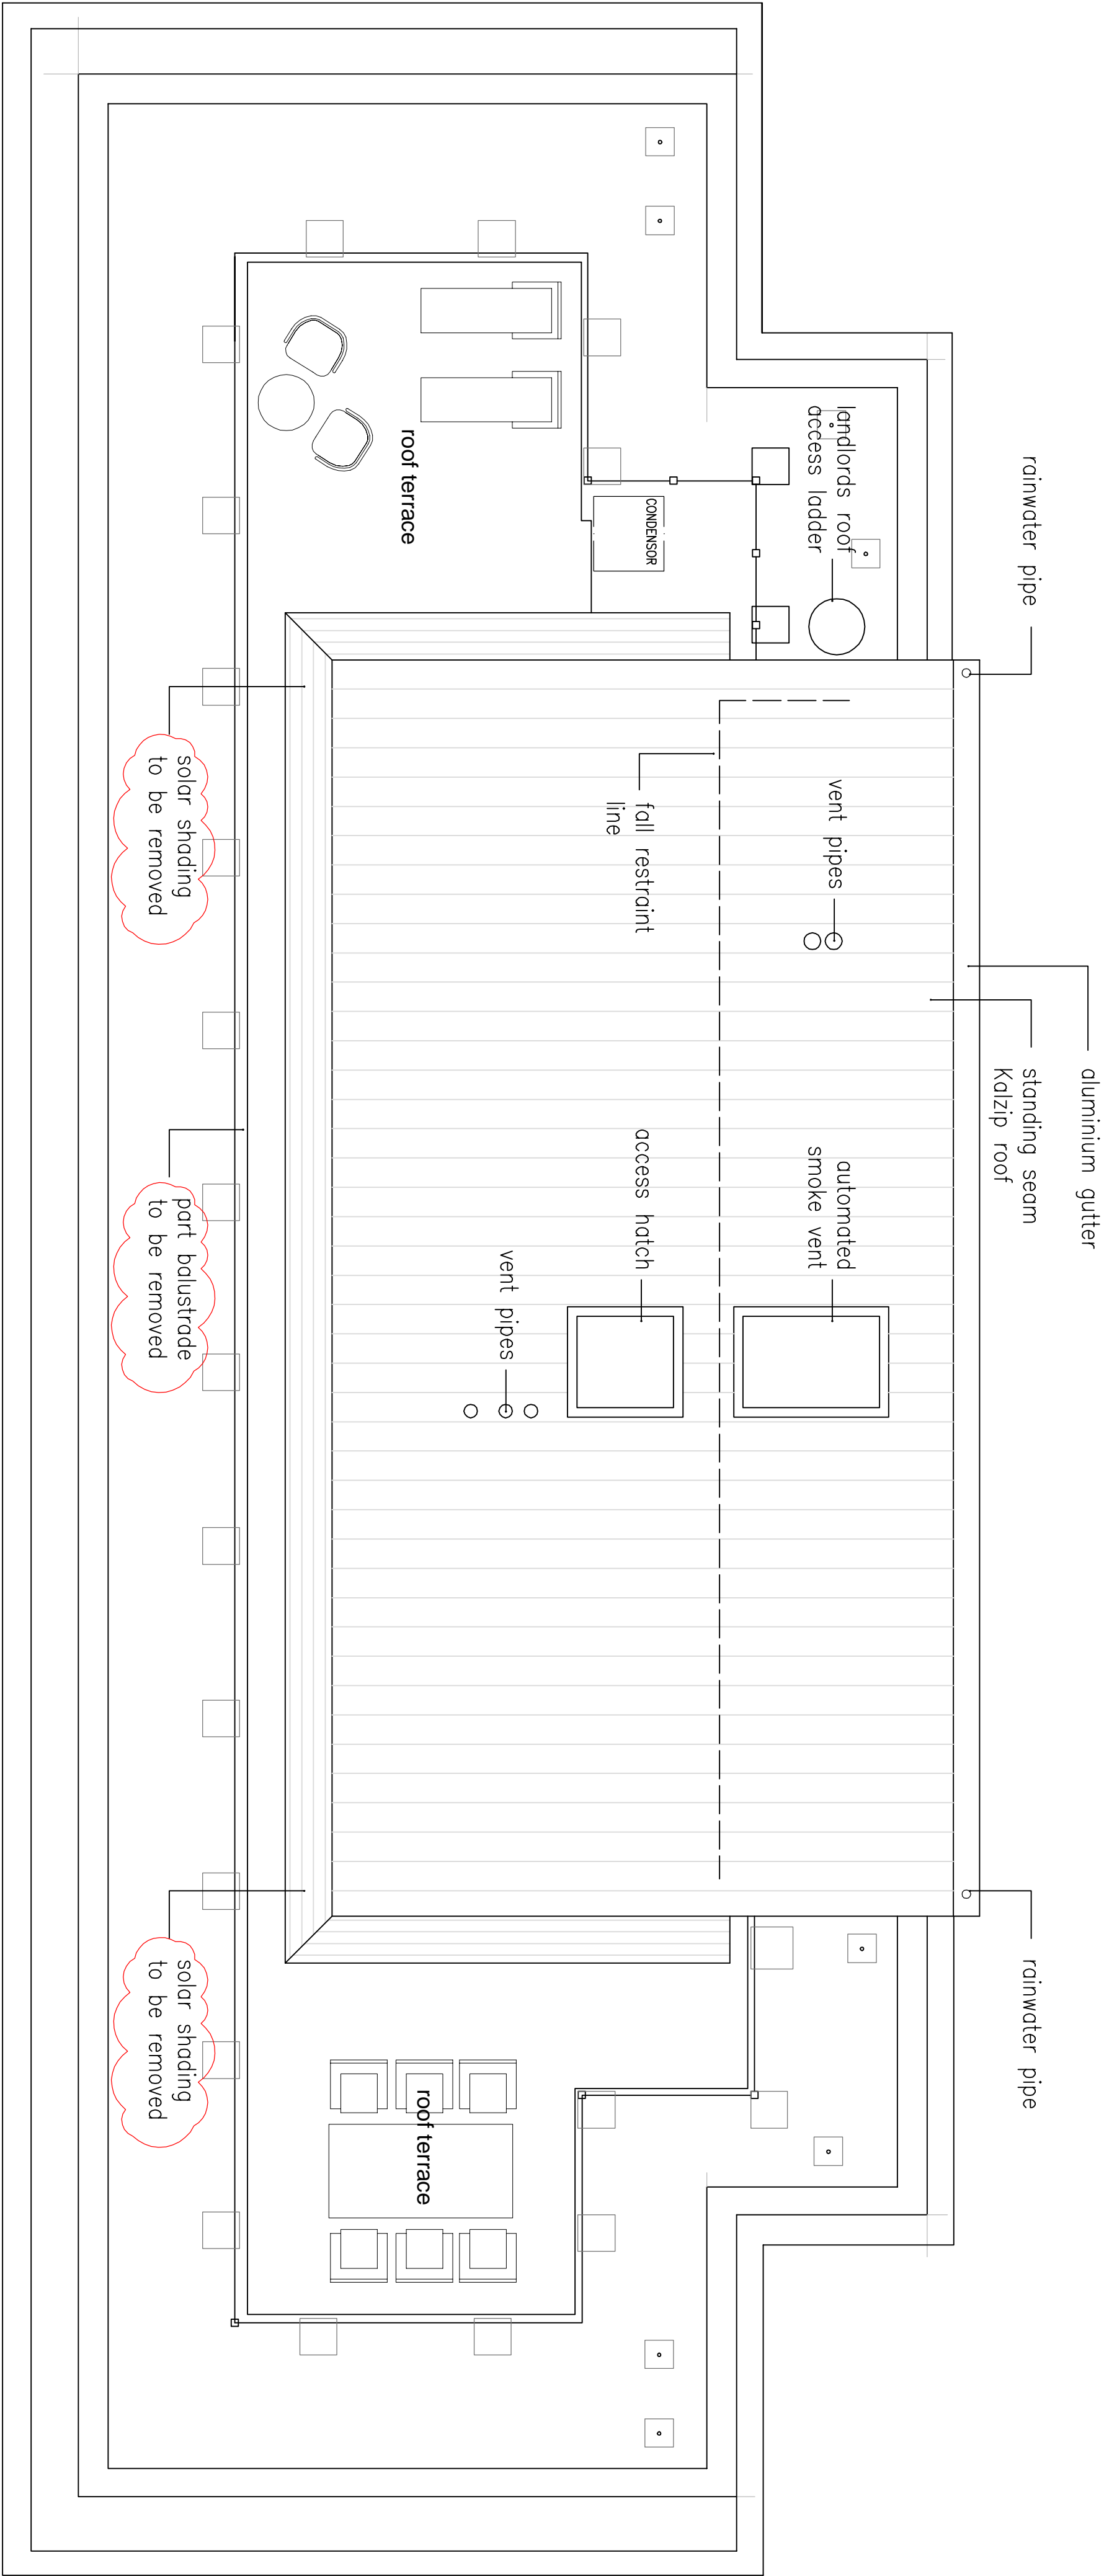 rainwater pipe
aluminium gutter
standing seam
Kalzip roof
rainwater pipe
landlords roof
access ladder
vent pipes
automated
smoke vent
CONDENSOR
fall restraint
line
access hatch
vent pipes
roof terrace
roof terrace
solar shading
to be removed
part balustrade
to be removed
solar shading
to be removed